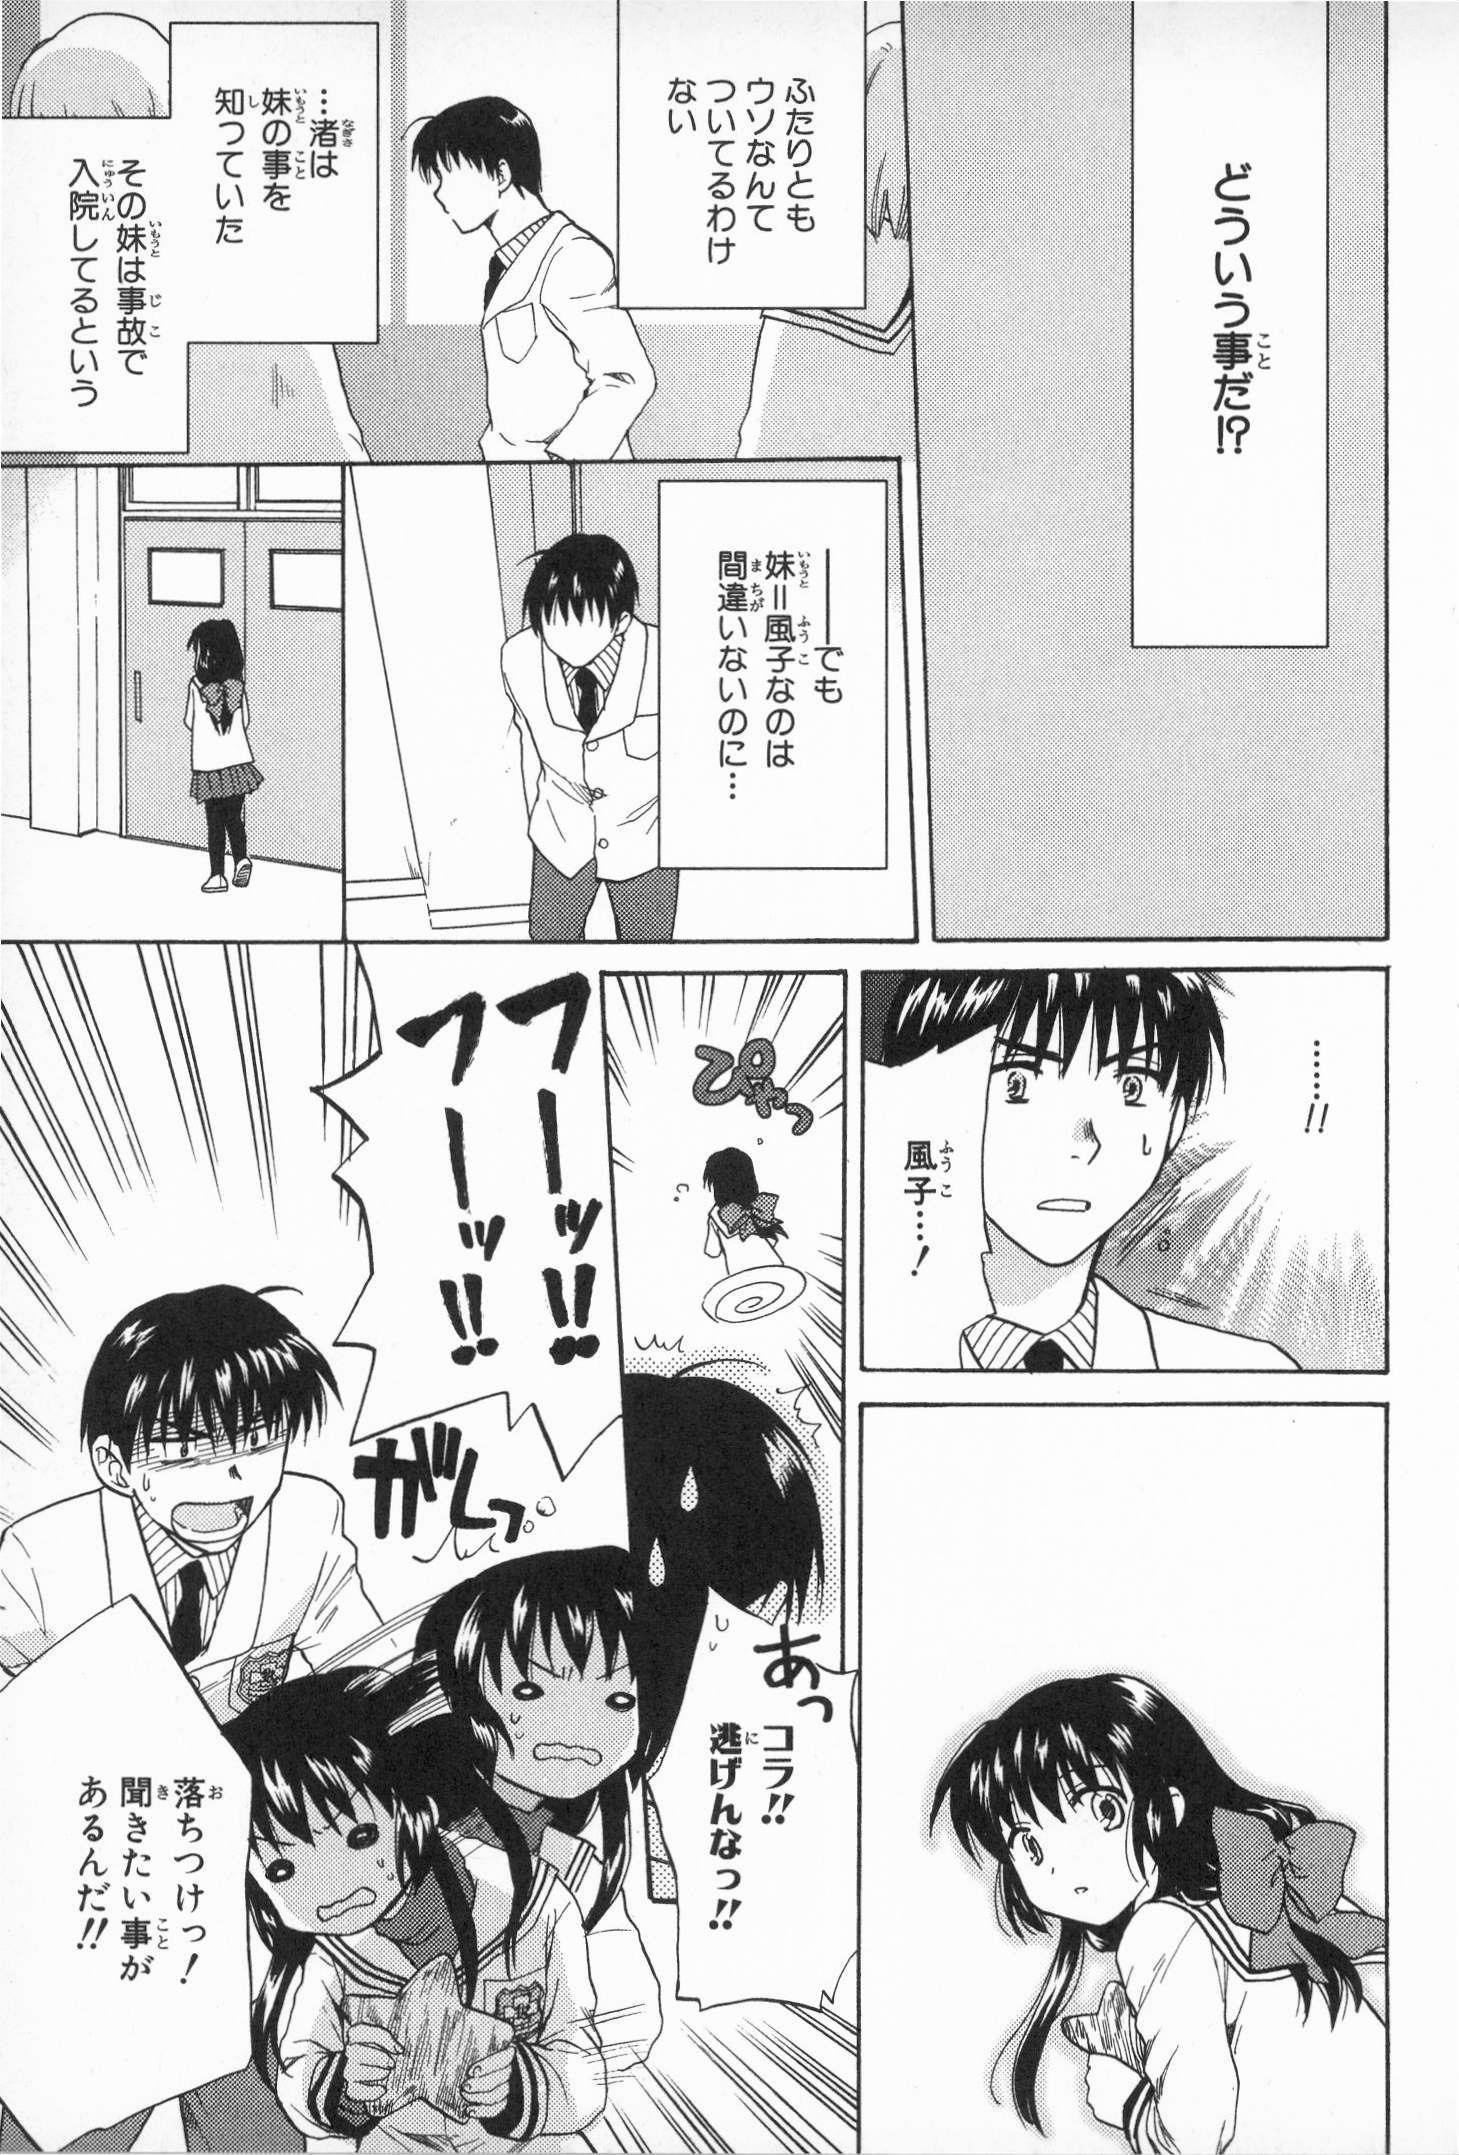 どういう事だ!?
ふたりとも
ウソなんて
ついてるわけ
ない
…渚は
妹の事を
知っていた
その妹は事故で
入院してるという
――でも
妹=風子なのは
間違いないのに…
……!!
風子…!
ぴゃっ
あっ
コラ!!
逃げんなっ!!
フーッ!!
フーッ!!
がしっ
落ちつけっ!
聞きたい事が
あるんだ!!